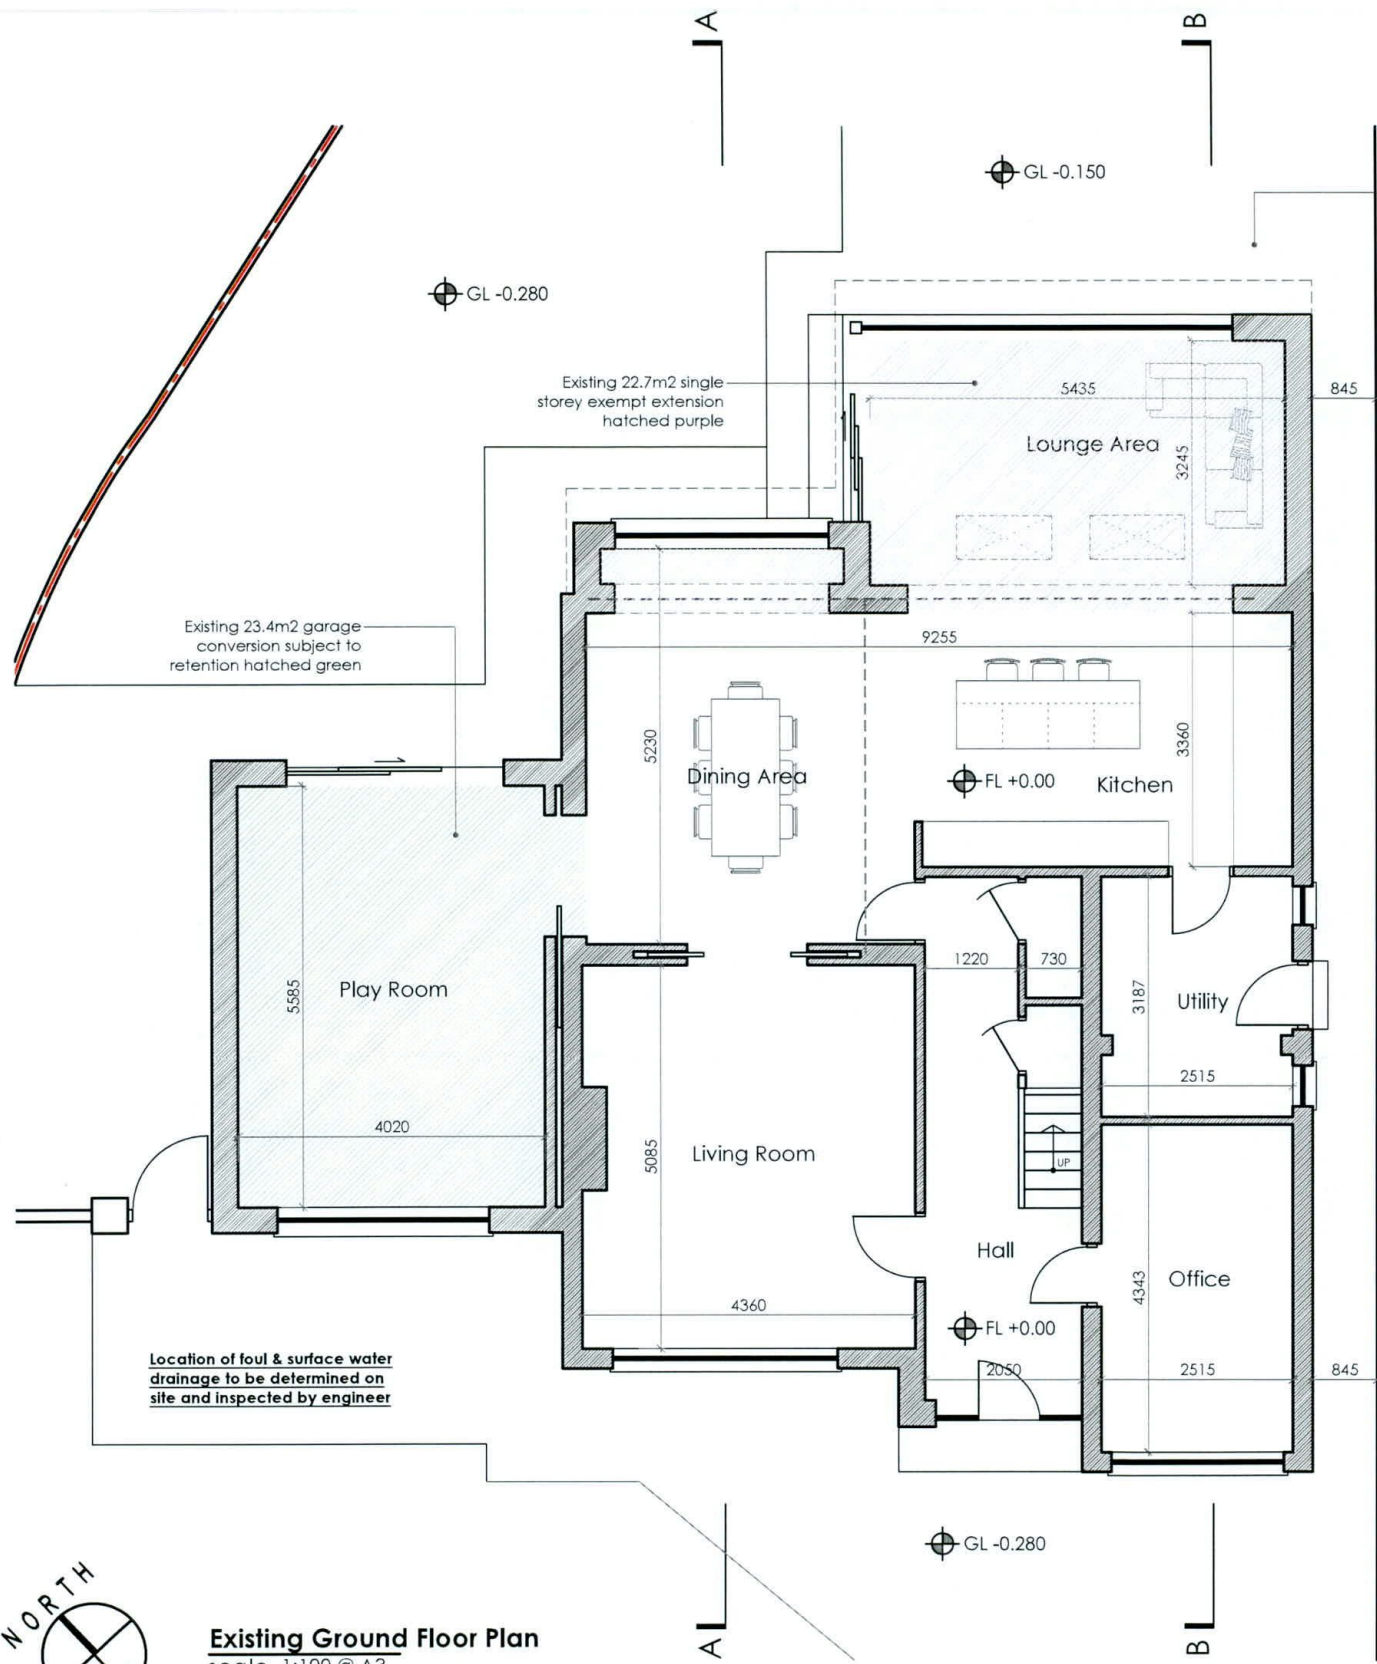 A
B
GL -0.150
GL -0.280
Existing 22.7m2 single
storey exempt extension
hatched purple
5435
845
Lounge Area
3245
Existing 23.4m2 garage
conversion subject to
retention hatched green
9255
5230
3360
Dining Area
FL +0.00
Kitchen
1220
730
5585
Play Room
3187
Utility
2515
4020
5085
Living Room
UP
Hall
4343
Office
4360
FL +0.00
2050
2515
845
Location of foul & surface water
drainage to be determined on
site and inspected by engineer
GL -0.280
NORTH
Existing Ground Floor Plan
scale 1:100 @ A3
A
B